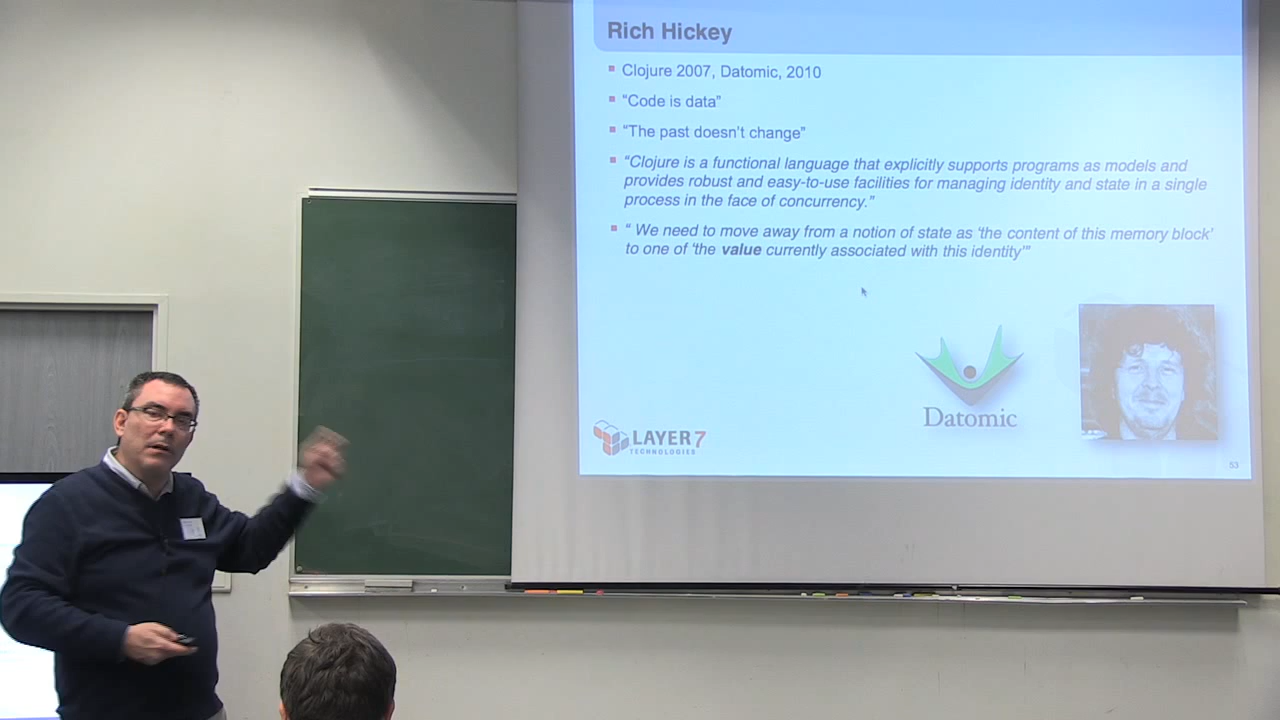 Rich Hickey
Clojure 2007, Datomic, 2010
“Code is data”
“The past doesn’t change”
“Clojure is a functional language that explicitly supports programs as models and
provides robust and easy-to-use facilities for managing identity and state in a single
process in the face of concurrency.”
“ We need to move away from a notion of state as ‘the content of this memory block’
to one of ‘the value currently associated with this identity’”
Datomic
LAYER 7
TECHNOLOGIES
53